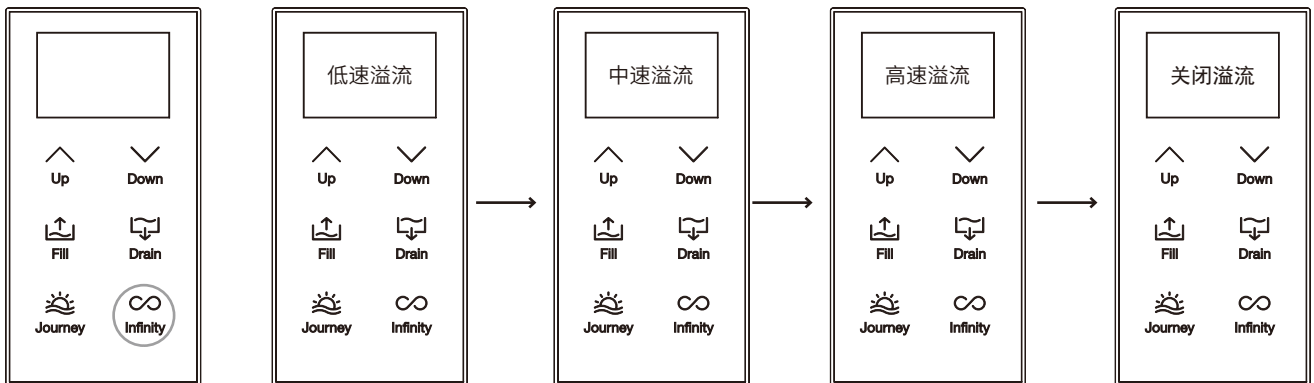 低速溢流 中速溢流 高速溢流 关闭溢流
Up Down Up Down Up Down Up Down Up Down
Fill Drain Fill Drain Fill Drain Fill Drain Fill Drain
Journey Infinity Journey Infinity Journey Infinity Journey Infinity Journey Infinity